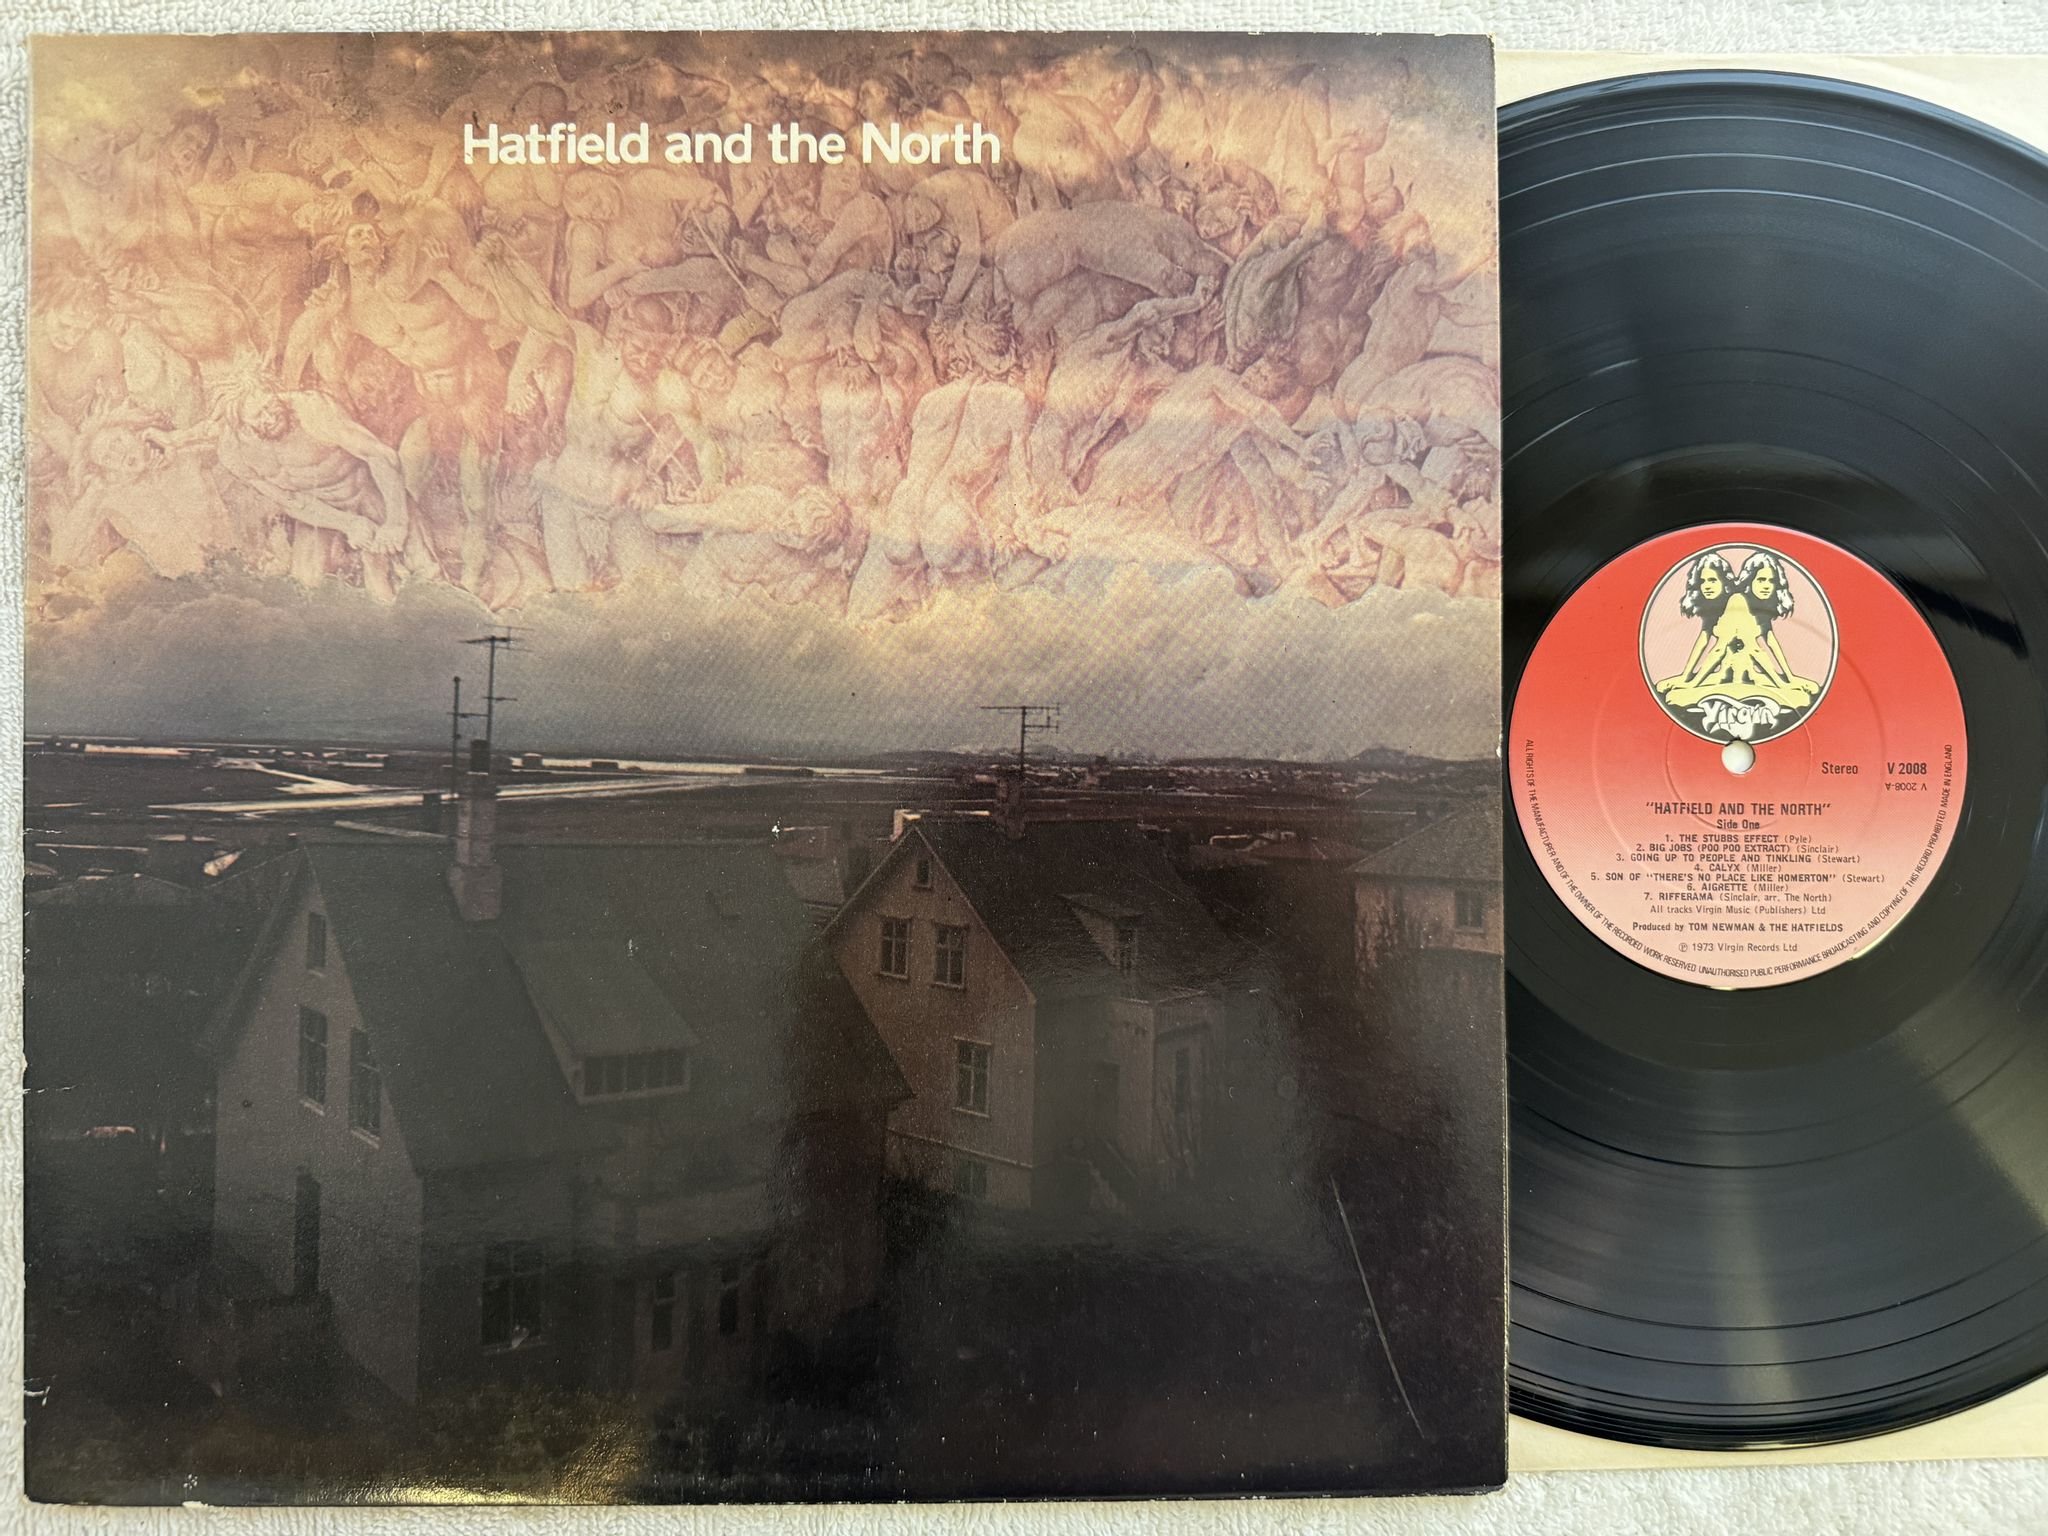 Hatfield and the North
Virgin
Stereo V 2008
V 2008-A
"HATFIELD AND THE NORTH"
Side One
1. THE STUBBS EFFECT (Pyle)
2. BIG JOBS (POO POO EXTRACT) (Sinclair)
3. GOING UP TO PEOPLE AND TINKLING (Stewart)
4. CALYX (Miller)
5. SON OF "THERE'S NO PLACE LIKE HOMERTON" (Stewart)
6. AIGRETTE (Miller)
7. RIFFERAMA (Sinclair, arr. The North)
All tracks Virgin Music (Publishers) Ltd
Produced by TOM NEWMAN & THE HATFIELDS
℗ 1973 Virgin Records Ltd
ALL RIGHTS OF THE MANUFACTURER AND OF THE OWNER OF THE RECORDED WORK RESERVED UNAUTHORISED PUBLIC PERFORMANCE BROADCASTING AND COPYING OF THIS RECORD PROHIBITED MADE IN ENGLAND